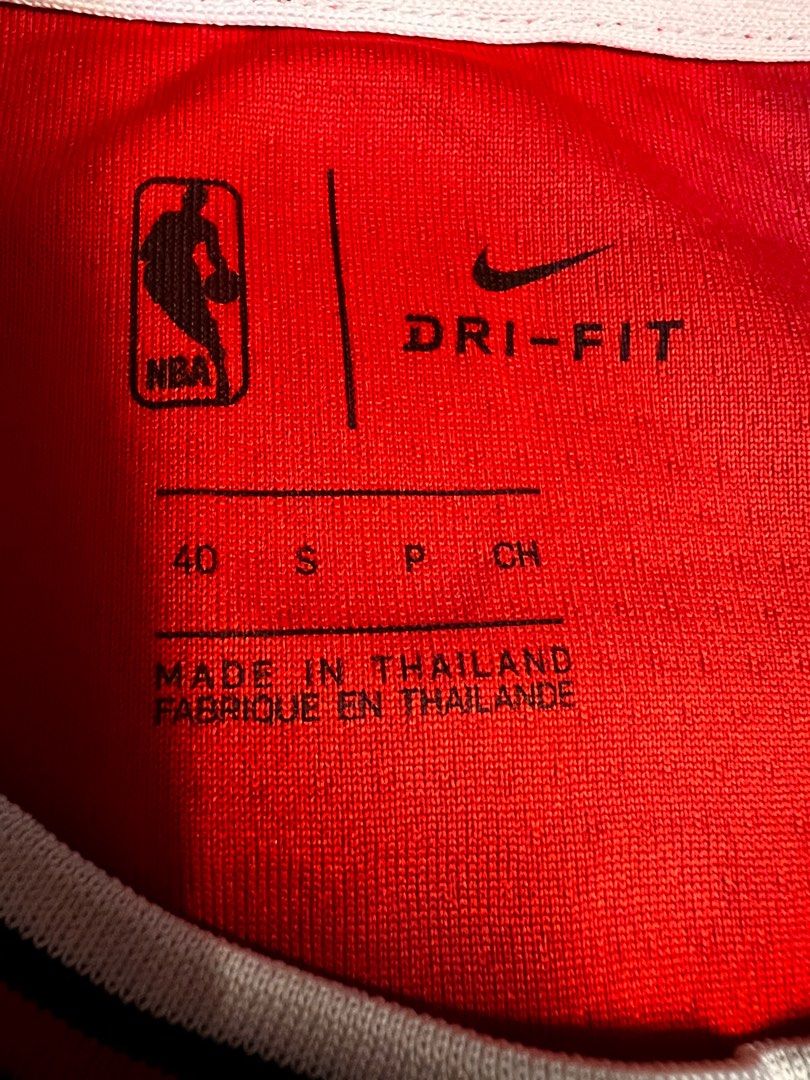 NBA
DRI-FIT
40 S P CH
MADE IN THAILAND
FABRIQUE EN THAILANDE